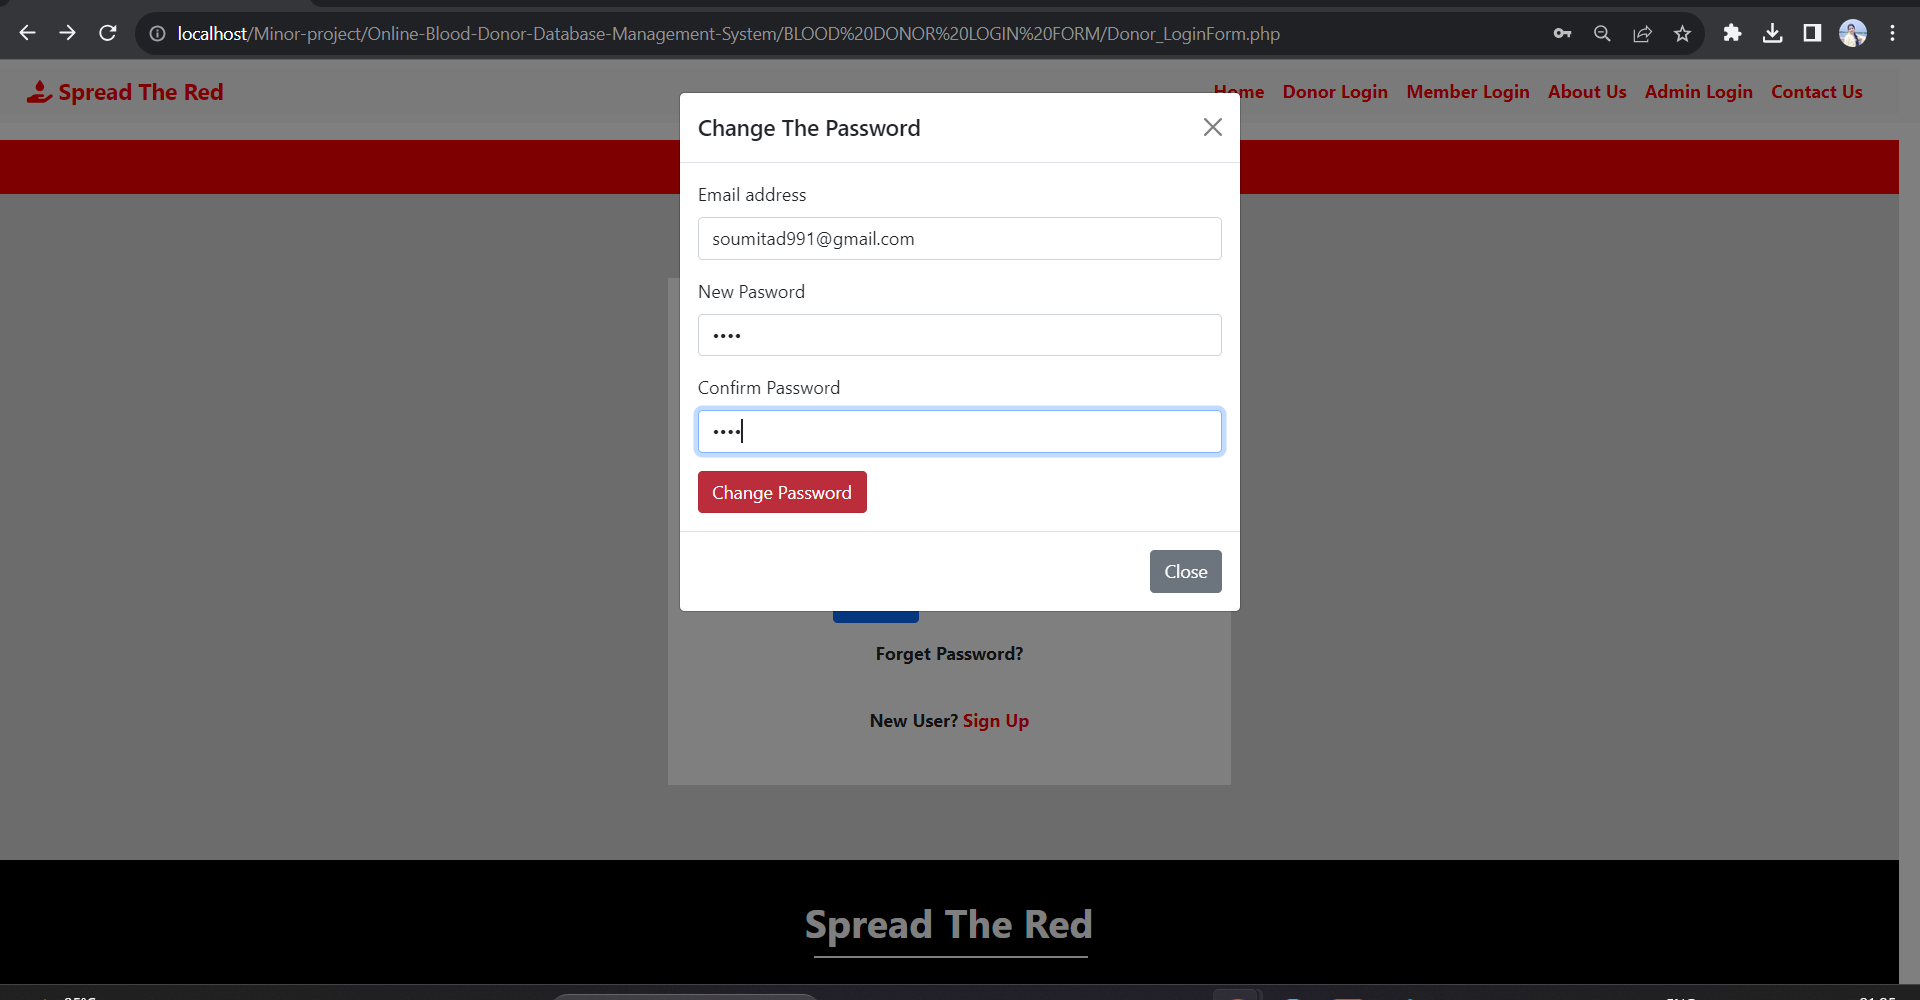 localhost/Minor-project/Online-Blood-Donor-Database-Management-System/BLOOD%20DONOR%20LOGIN%20FORM/Donor_LoginForm.php
Spread The Red
Home Donor Login Member Login About Us Admin Login Contact Us
Change The Password
Email address
soumitad991@gmail.com
New Pasword
••••
Confirm Password
••••
Change Password
Close
Forget Password?
New User? Sign Up
Spread The Red